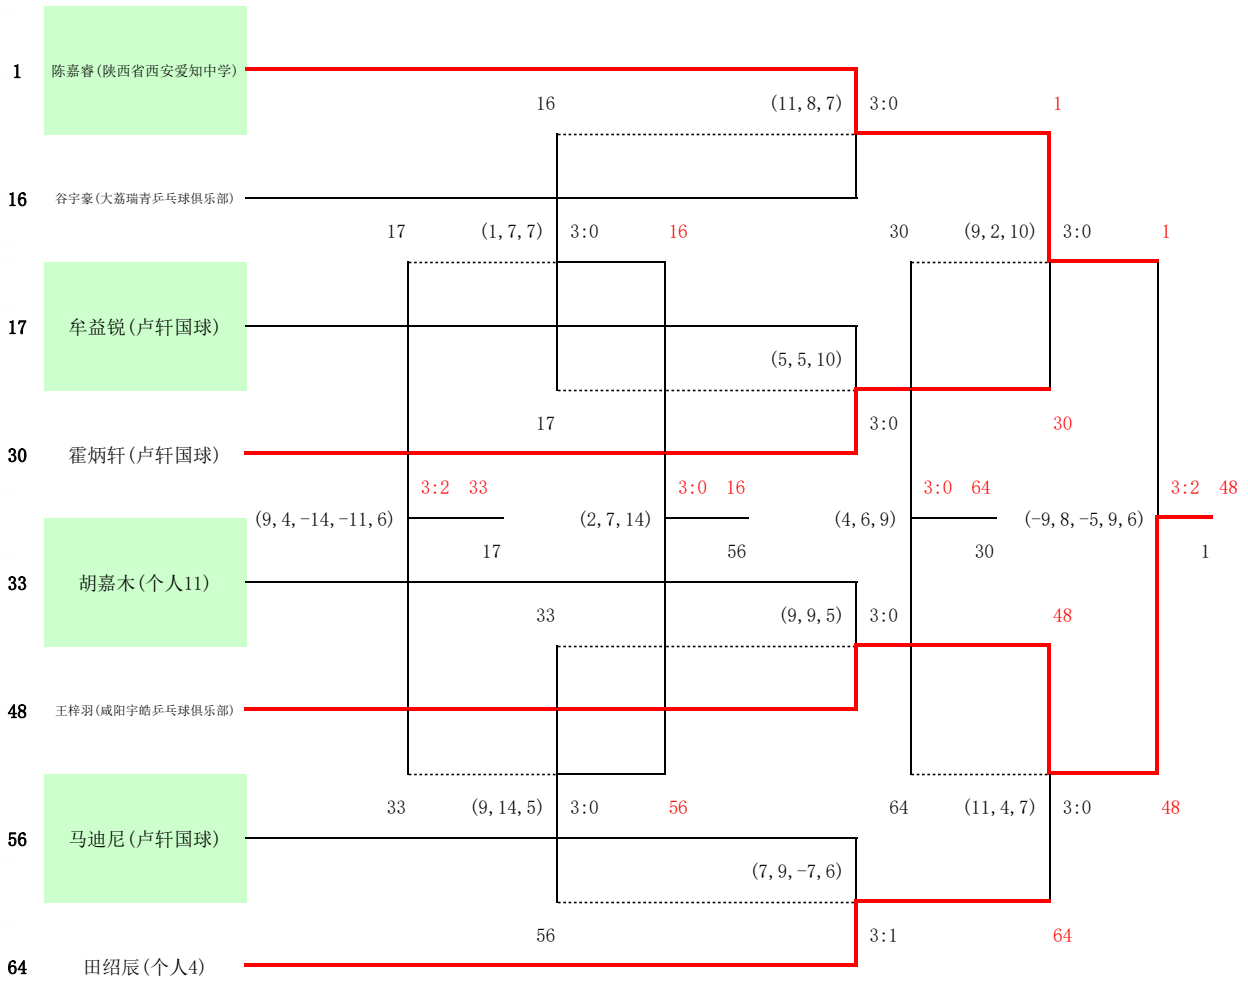 1 陈嘉睿(陕西省西安爱知中学)
16 (11,8,7) 3:0 1
16 谷宇豪(大荔瑞青乒乓球俱乐部)
17 (1,7,7) 3:0 16 30 (9,2,10) 3:0 1
17 牟益锐(卢轩国球)
(5,5,10)
17 3:0 30
30 霍炳轩(卢轩国球)
3:2 33 3:0 16 3:0 64 3:2 48
(9,4,-14,-11,6) (2,7,14) (4,6,9) (-9,8,-5,9,6)
17 56 30 1
33 胡嘉木(个人11)
33 (9,9,5) 3:0 48
48 王梓羽(咸阳宇皓乒乓球俱乐部)
33 (9,14,5) 3:0 56 64 (11,4,7) 3:0 48
56 马迪尼(卢轩国球)
(7,9,-7,6)
56 3:1 64
64 田绍辰(个人4)